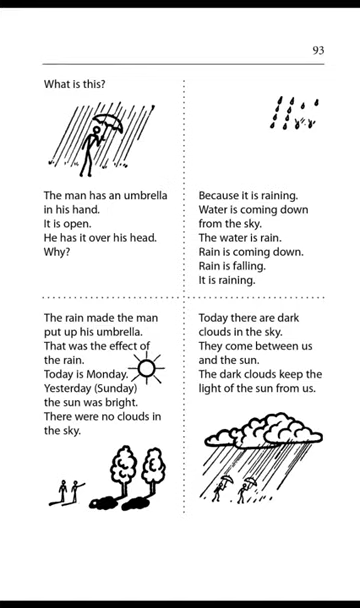 93
What is this?
The man has an umbrella
in his hand.
It is open.
He has it over his head.
Why?
Because it is raining.
Water is coming down
from the sky.
The water is rain.
Rain is coming down.
Rain is falling.
It is raining.
The rain made the man
put up his umbrella.
That was the effect of
the rain.
Today is Monday.
Yesterday (Sunday)
the sun was bright.
There were no clouds in
the sky.
Today there are dark
clouds in the sky.
They come between us
and the sun.
The dark clouds keep the
light of the sun from us.